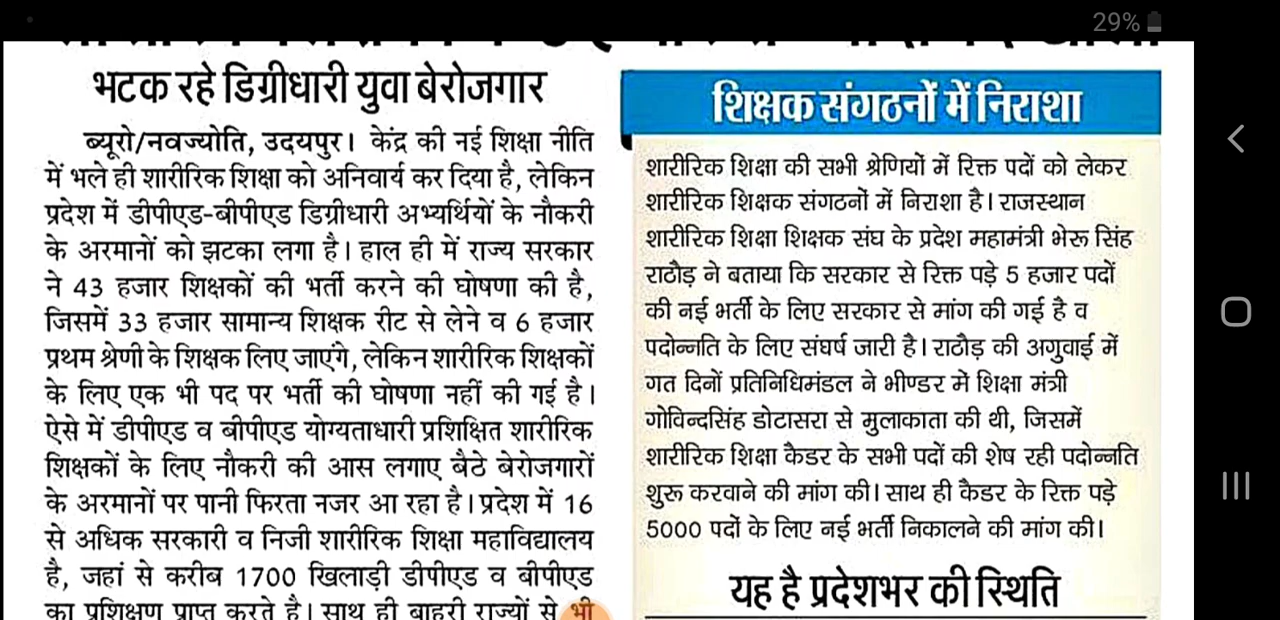 29%
भटक रहे डिग्रीधारी युवा बेरोजगार
ब्यूरो/नवज्योति, उदयपुर। केंद्र की नई शिक्षा नीति
में भले ही शारीरिक शिक्षा को अनिवार्य कर दिया है, लेकिन
प्रदेश में डीपीएड-बीपीएड डिग्रीधारी अभ्यर्थियों के नौकरी
के अरमानों को झटका लगा है। हाल ही में राज्य सरकार
ने 43 हजार शिक्षकों की भर्ती करने की घोषणा की है,
जिसमें 33 हजार सामान्य शिक्षक रीट से लेने व 6 हजार
प्रथम श्रेणी के शिक्षक लिए जाएंगे, लेकिन शारीरिक शिक्षकों
के लिए एक भी पद पर भर्ती की घोषणा नहीं की गई है।
ऐसे में डीपीएड व बीपीएड योग्यताधारी प्रशिक्षित शारीरिक
शिक्षकों के लिए नौकरी की आस लगाए बैठे बेरोजगारों
के अरमानों पर पानी फिरता नजर आ रहा है। प्रदेश में 16
से अधिक सरकारी व निजी शारीरिक शिक्षा महाविद्यालय
है, जहां से करीब 1700 खिलाड़ी डीपीएड व बीपीएड
का प्रशिक्षण प्राप्त करते है। साथ ही बाहरी राज्यों से भी
शिक्षक संगठनों में निराशा
शारीरिक शिक्षा की सभी श्रेणियों में रिक्त पदों को लेकर
शारीरिक शिक्षक संगठनों में निराशा है। राजस्थान
शारीरिक शिक्षा शिक्षक संघ के प्रदेश महामंत्री भेरू सिंह
राठौड़ ने बताया कि सरकार से रिक्त पड़े 5 हजार पदों
की नई भर्ती के लिए सरकार से मांग की गई है व
पदोन्नति के लिए संघर्ष जारी है। राठौड़ की अगुवाई में
गत दिनों प्रतिनिधिमंडल ने भीण्डर में शिक्षा मंत्री
गोविन्दसिंह डोटासरा से मुलाकाता की थी, जिसमें
शारीरिक शिक्षा कैडर के सभी पदों की शेष रही पदोन्नति
शुरू करवाने की मांग की। साथ ही कैडर के रिक्त पड़े
5000 पदों के लिए नई भर्ती निकालने की मांग की।
यह है प्रदेशभर की स्थिति